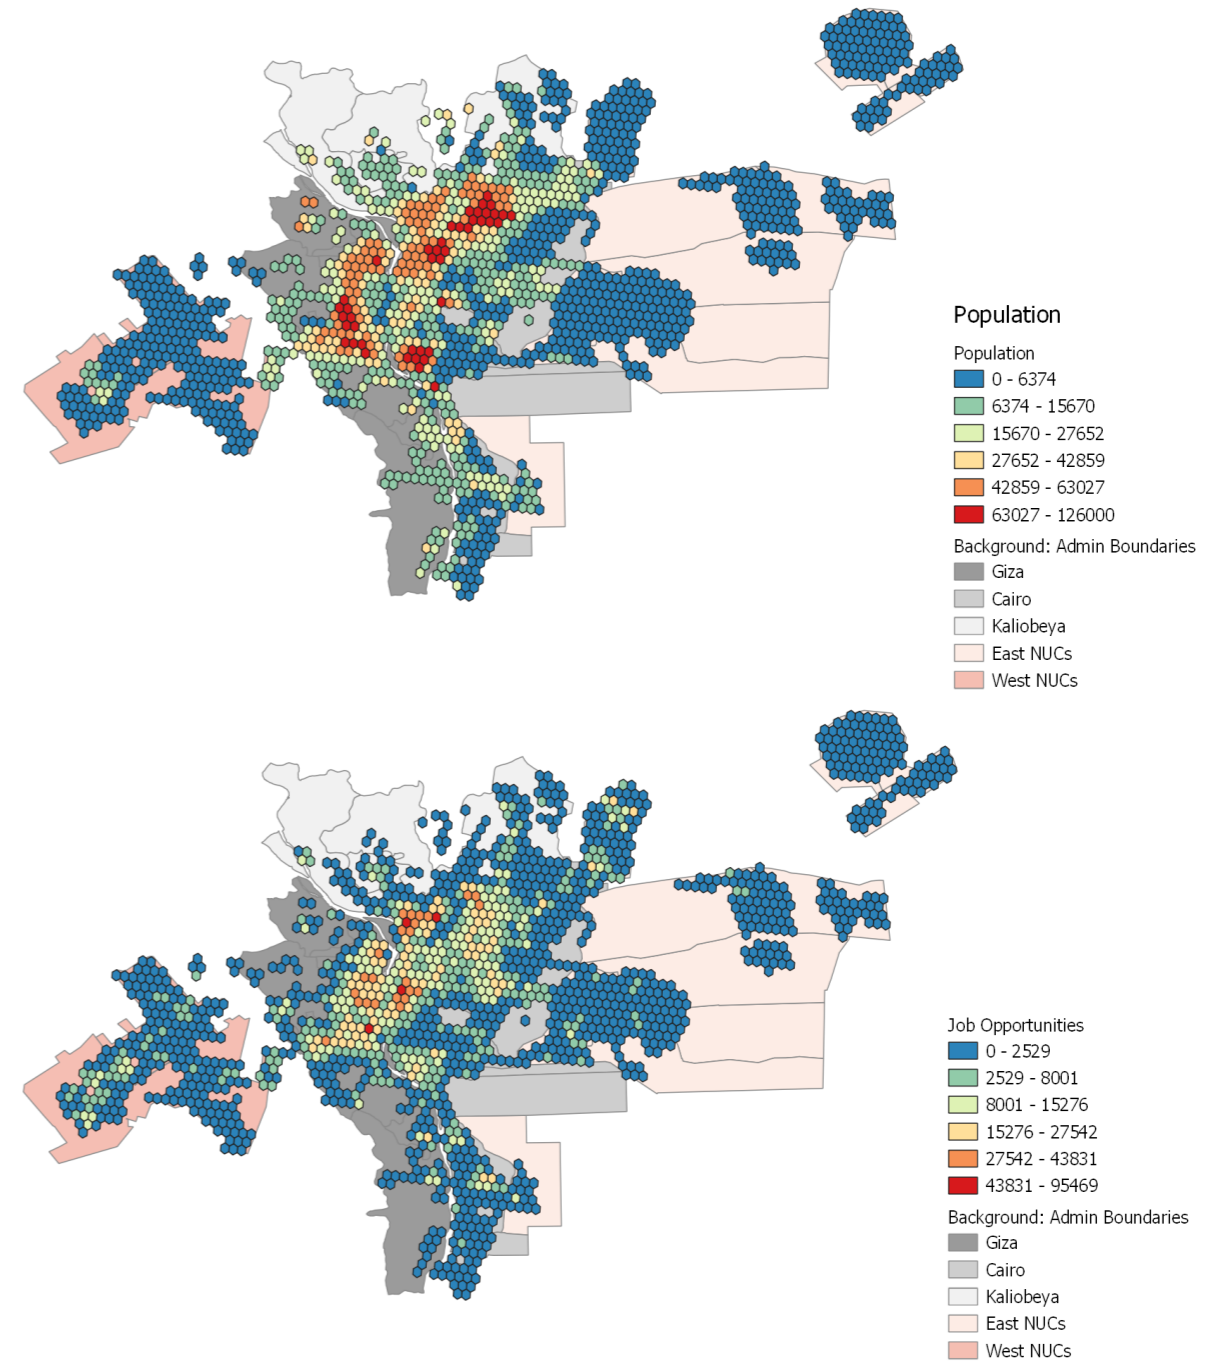 Population
Population
0 - 6374
6374 - 15670
15670 - 27652
27652 - 42859
42859 - 63027
63027 - 126000
Background: Admin Boundaries
Giza
Cairo
Kaliobeya
East NUCs
West NUCs
Job Opportunities
0 - 2529
2529 - 8001
8001 - 15276
15276 - 27542
27542 - 43831
43831 - 95469
Background: Admin Boundaries
Giza
Cairo
Kaliobeya
East NUCs
West NUCs